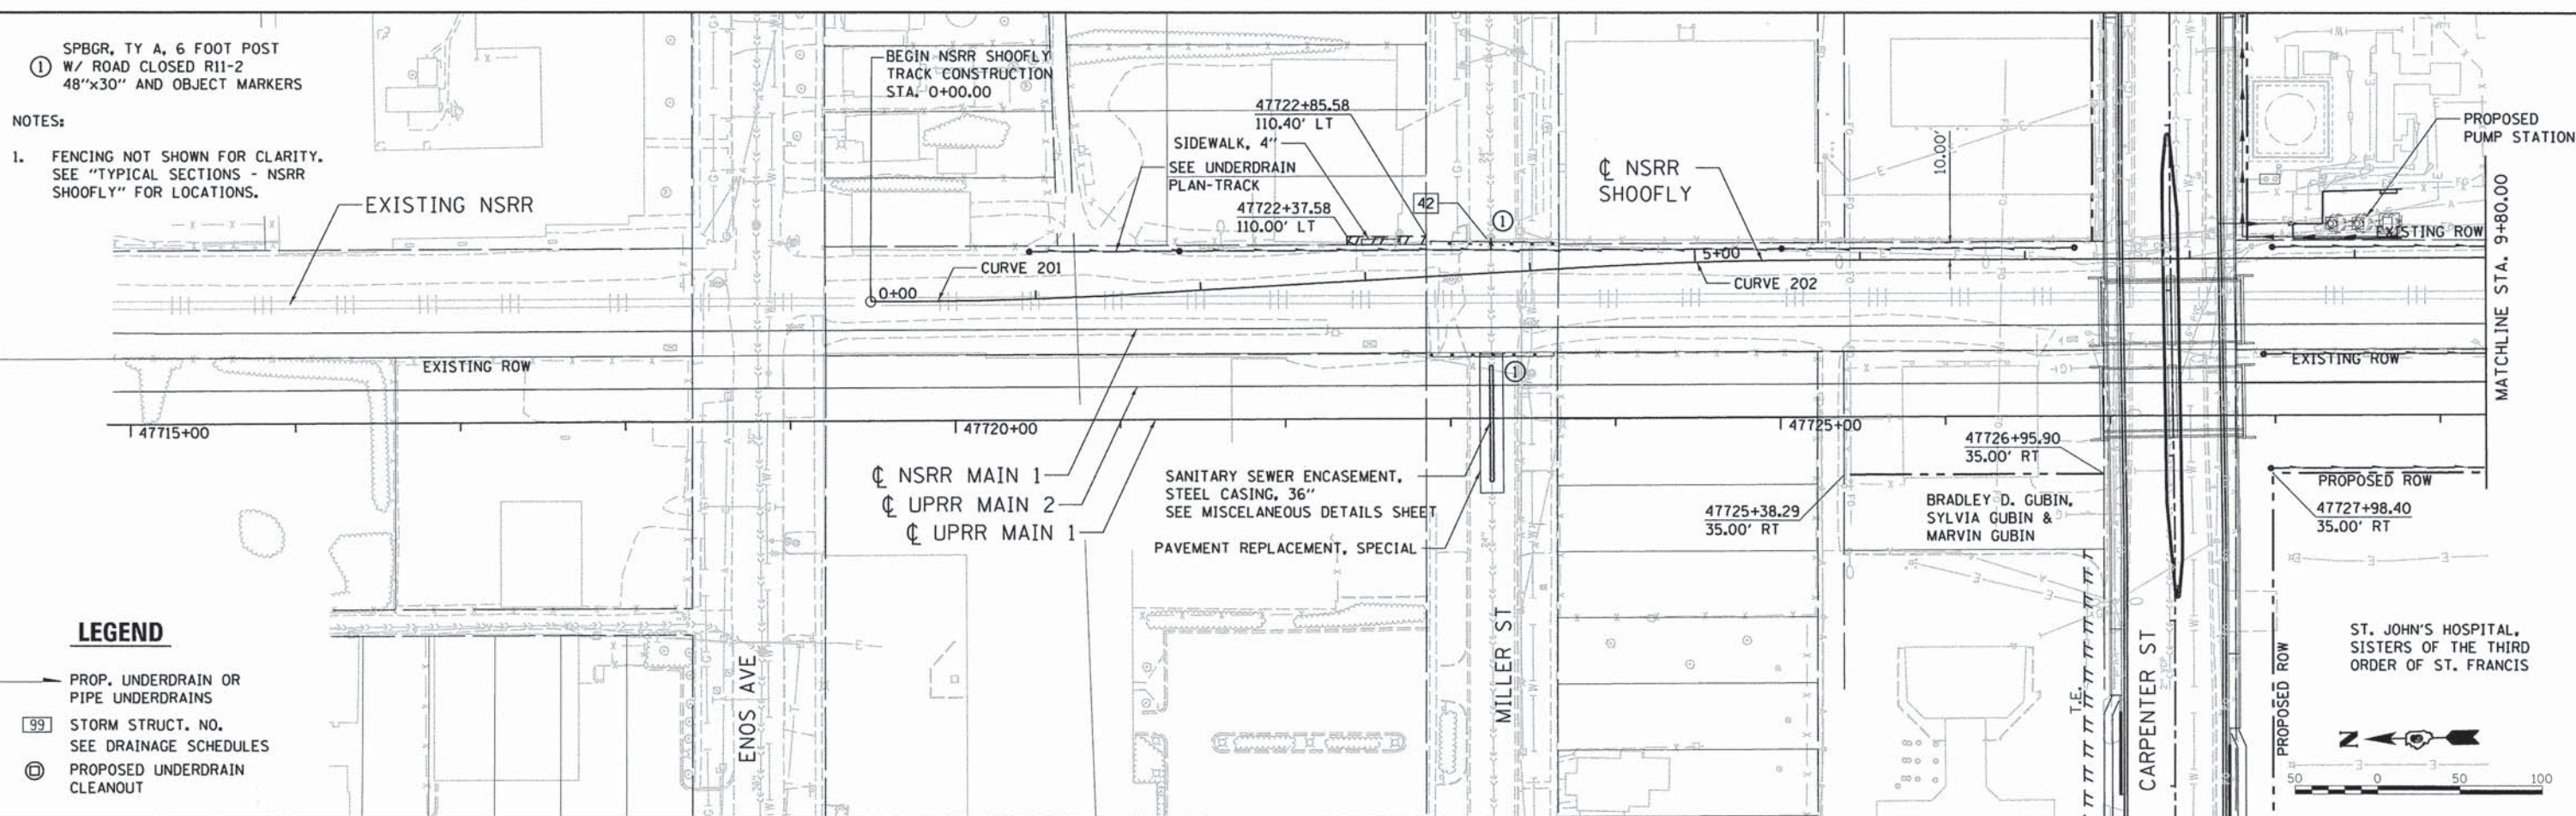 ① SPBGR, TY A, 6 FOOT POST
W/ ROAD CLOSED R11-2
48"x30" AND OBJECT MARKERS
NOTES:
1. FENCING NOT SHOWN FOR CLARITY.
SEE "TYPICAL SECTIONS - NSRR
SHOOFLY" FOR LOCATIONS.
EXISTING NSRR
BEGIN NSRR SHOOFLY
TRACK CONSTRUCTION
STA. 0+00.00
47722+85.58
110.40' LT
SIDEWALK, 4"
SEE UNDERDRAIN
PLAN-TRACK
47722+37.58
110.00' LT
42
①
℄ NSRR
SHOOFLY
10.00'
PROPOSED
PUMP STATION
EXISTING ROW
MATCHLINE STA. 9+80.00
CURVE 201
0+00
5+00
CURVE 202
EXISTING ROW
EXISTING ROW
①
47715+00
47720+00
47725+00
℄ NSRR MAIN 1
℄ UPRR MAIN 2
℄ UPRR MAIN 1
SANITARY SEWER ENCASEMENT,
STEEL CASING, 36"
SEE MISCELANEOUS DETAILS SHEET
PAVEMENT REPLACEMENT, SPECIAL
47726+95.90
35.00' RT
47725+38.29
35.00' RT
BRADLEY D. GUBIN,
SYLVIA GUBIN &
MARVIN GUBIN
PROPOSED ROW
47727+98.40
35.00' RT
LEGEND
PROP. UNDERDRAIN OR
PIPE UNDERDRAINS
99 STORM STRUCT. NO.
SEE DRAINAGE SCHEDULES
PROPOSED UNDERDRAIN
CLEANOUT
ENOS AVE
MILLER ST
T.E.
CARPENTER ST
PROPOSED ROW
ST. JOHN'S HOSPITAL,
SISTERS OF THE THIRD
ORDER OF ST. FRANCIS
N
50 0 50 100